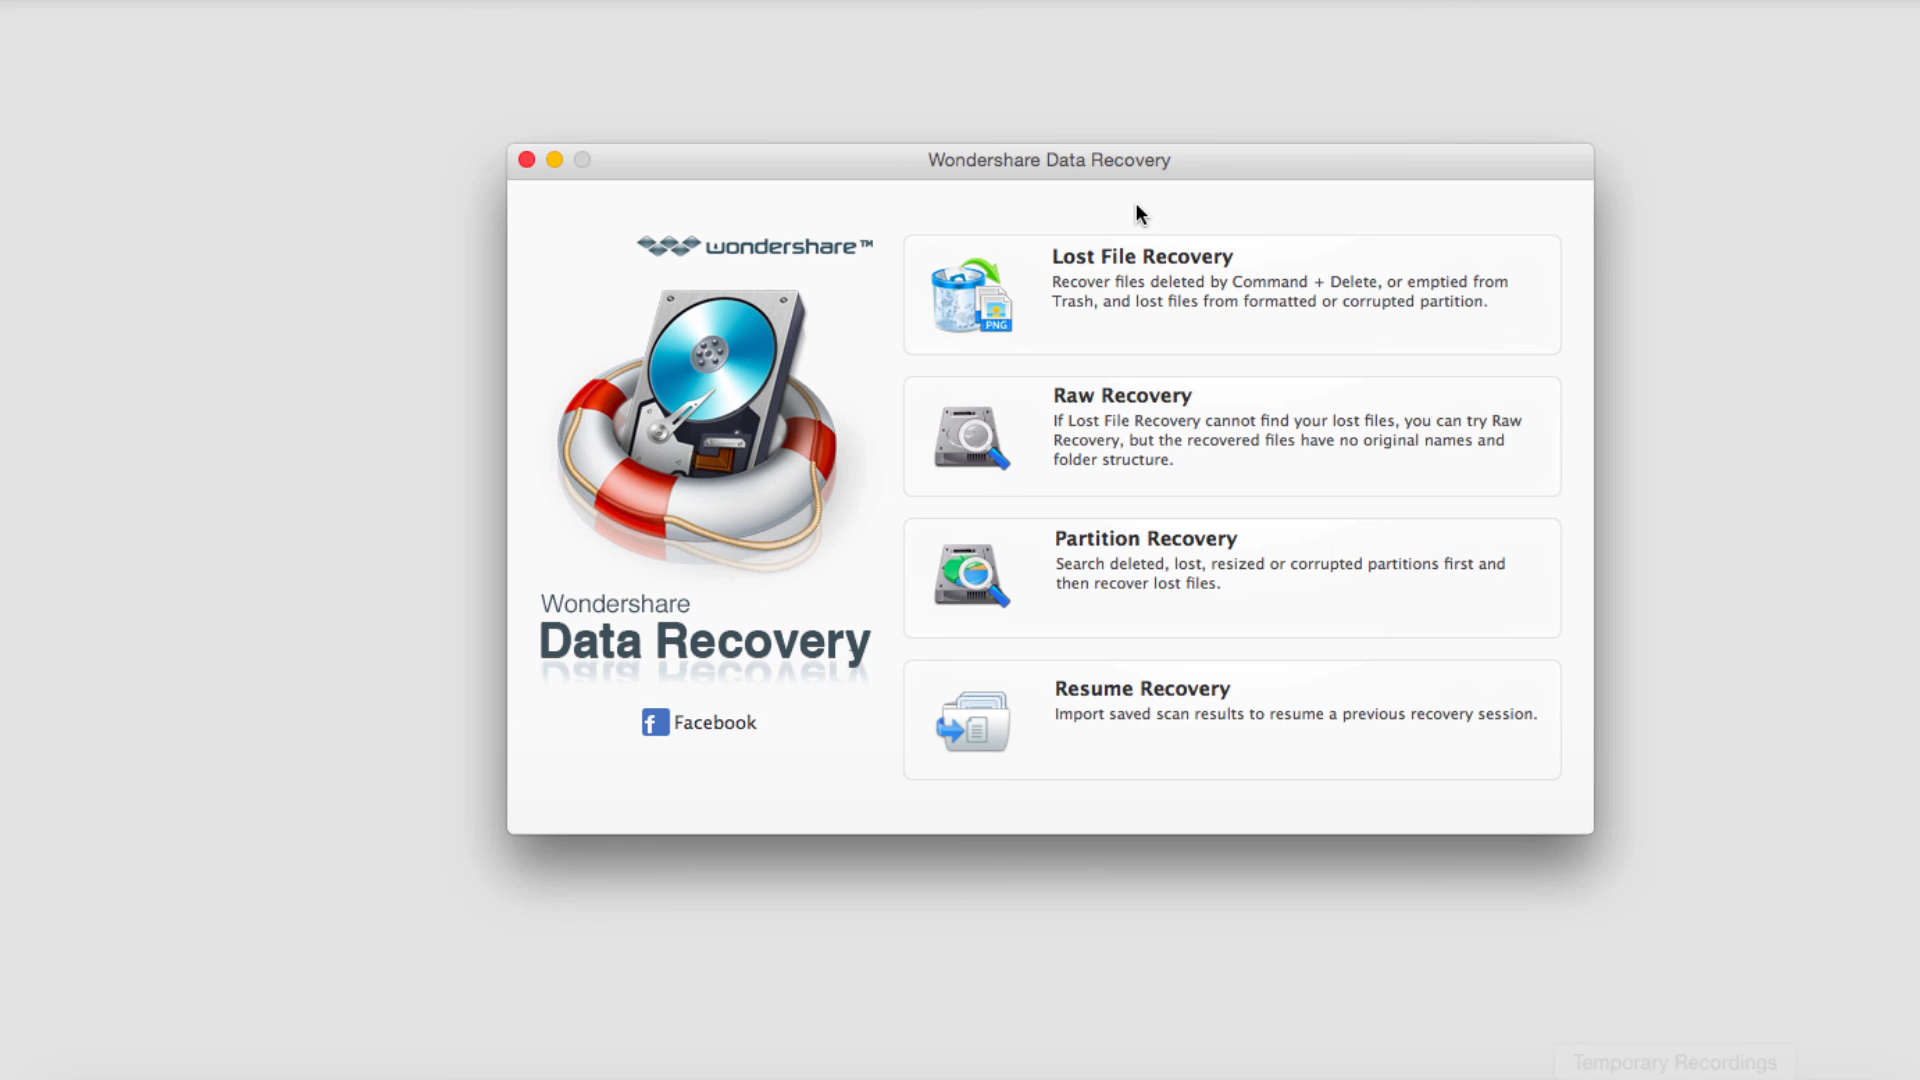 Wondershare Data Recovery
wondershare™
Lost File Recovery
Recover files deleted by Command + Delete, or emptied from
Trash, and lost files from formatted or corrupted partition.
PNG
Raw Recovery
If Lost File Recovery cannot find your lost files, you can try Raw
Recovery, but the recovered files have no original names and
folder structure.
Partition Recovery
Search deleted, lost, resized or corrupted partitions first and
then recover lost files.
Wondershare
Data Recovery
Resume Recovery
Import saved scan results to resume a previous recovery session.
f Facebook
Temporary Recordings